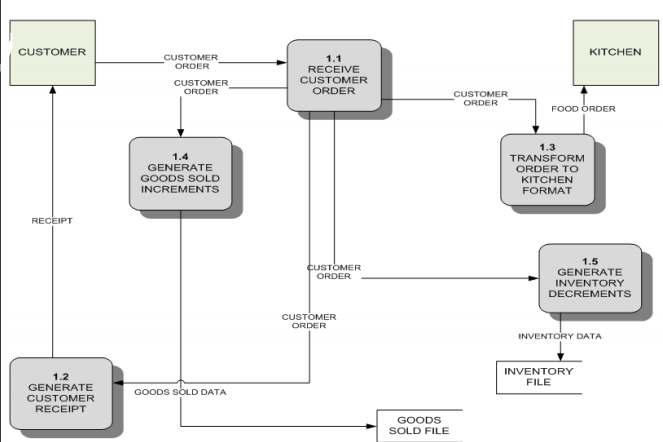 CUSTOMER
CUSTOMER
ORDER
1.1
RECEIVE
CUSTOMER
ORDER
KITCHEN
CUSTOMER
ORDER
CUSTOMER
ORDER
FOOD ORDER
1.4
GENERATE
GOODS SOLD
INCREMENTS
1.3
TRANSFORM
ORDER TO
KITCHEN
FORMAT
RECEIPT
CUSTOMER
ORDER
1.5
GENERATE
INVENTORY
DECREMENTS
CUSTOMER
ORDER
INVENTORY DATA
1.2
GENERATE
CUSTOMER
RECEIPT
GOODS SOLD DATA
INVENTORY
FILE
GOODS
SOLD FILE